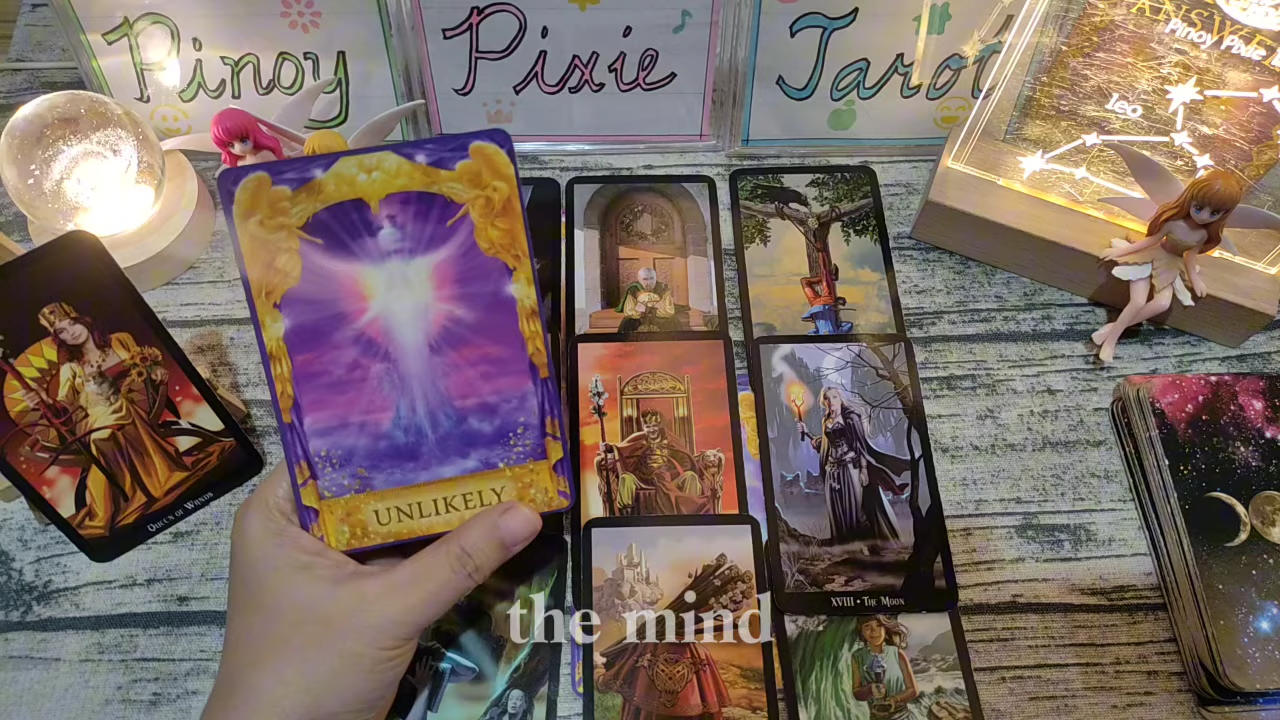 Pinoy Pixie Tarot
Pinoy Pixie
Leo
UNLIKELY
QUEEN OF WANDS
XVIII • THE MOON
the mind